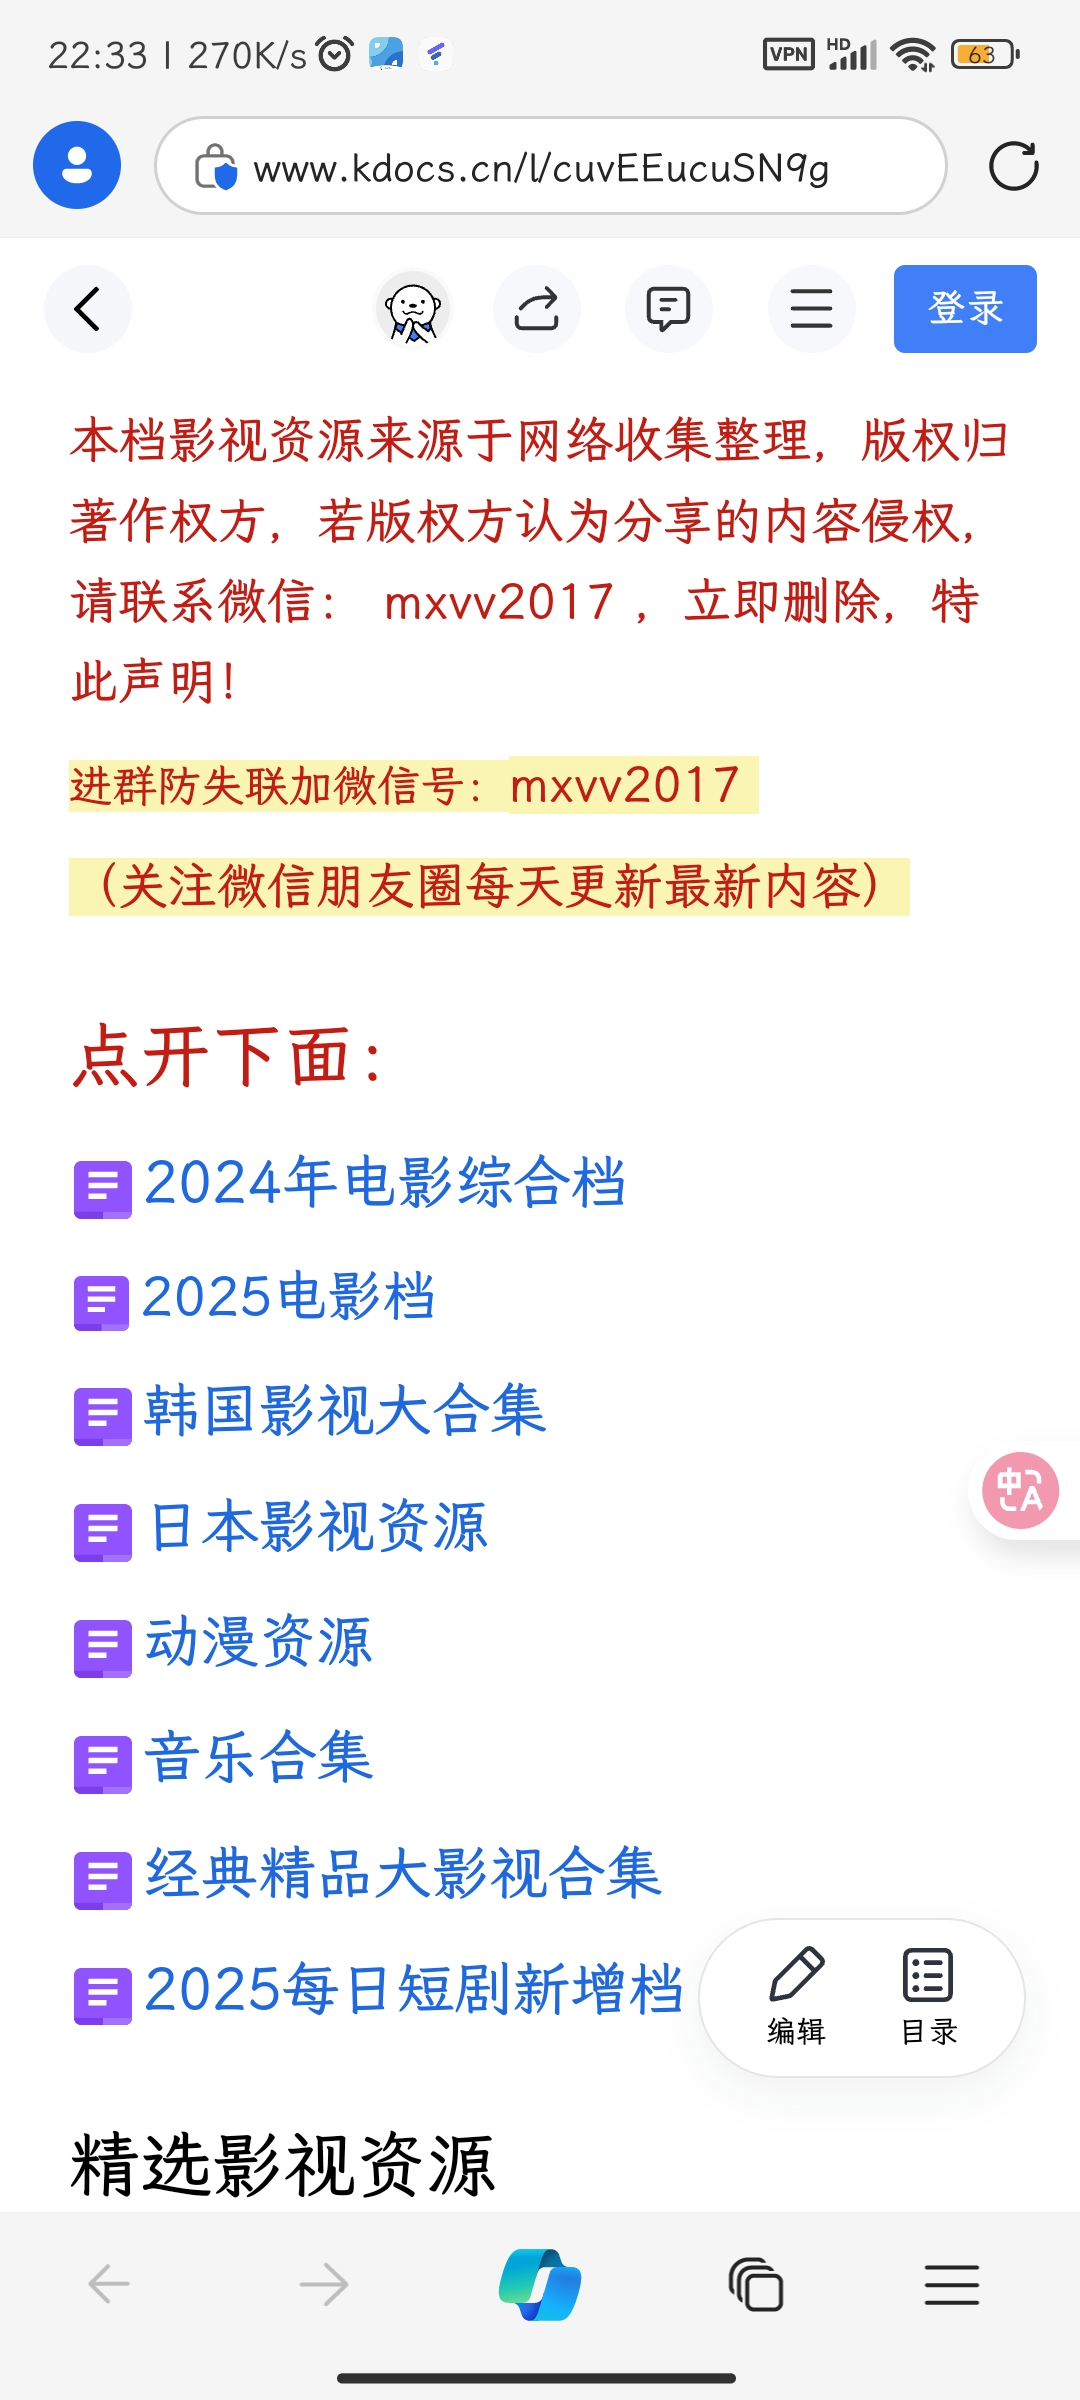 22:33 | 270K/s
VPN HD 63
www.kdocs.cn/l/cuvEEucuSN9g
登录
本档影视资源来源于网络收集整理，版权归
著作权方，若版权方认为分享的内容侵权，
请联系微信： mxvv2017 ，立即删除，特
此声明！
进群防失联加微信号：mxvv2017
（关注微信朋友圈每天更新最新内容）
点开下面：
2024年电影综合档
2025电影档
韩国影视大合集
日本影视资源
中A
动漫资源
音乐合集
经典精品大影视合集
2025每日短剧新增档
编辑 目录
精选影视资源